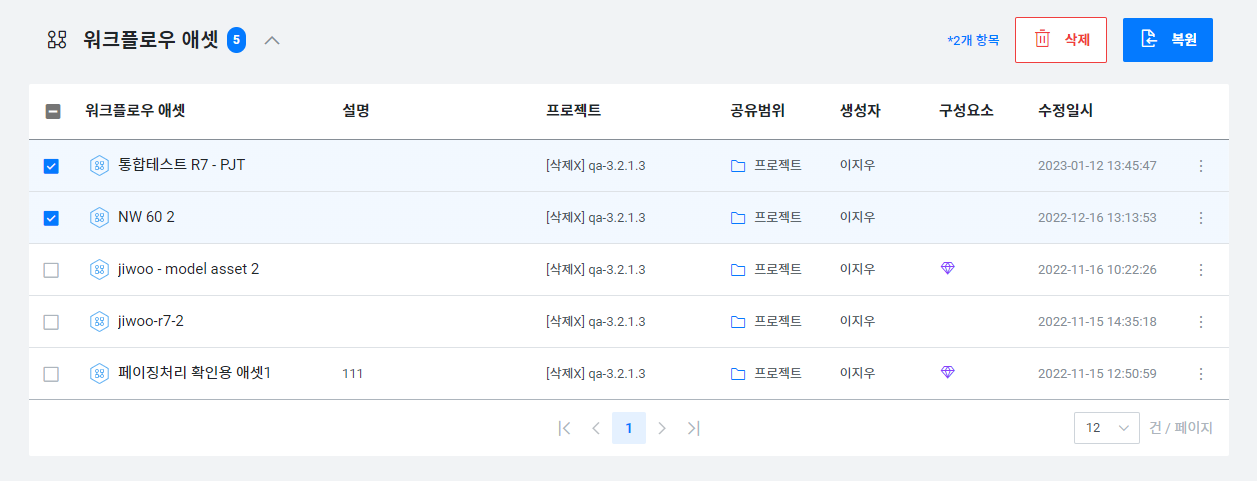 워크플로우 애셋 5 *2개 항목 삭제 복원
워크플로우 애셋 설명 프로젝트 공유범위 생성자 구성요소 수정일시
통합테스트 R7 - PJT [삭제X] qa-3.2.1.3 프로젝트 이지우 2023-01-12 13:45:47
NW 60 2 [삭제X] qa-3.2.1.3 프로젝트 이지우 2022-12-16 13:13:53
jiwoo - model asset 2 [삭제X] qa-3.2.1.3 프로젝트 이지우 2022-11-16 10:22:26
jiwoo-r7-2 [삭제X] qa-3.2.1.3 프로젝트 이지우 2022-11-15 14:35:18
페이징처리 확인용 애셋1 111 [삭제X] qa-3.2.1.3 프로젝트 이지우 2022-11-15 12:50:59
1 12 건 / 페이지